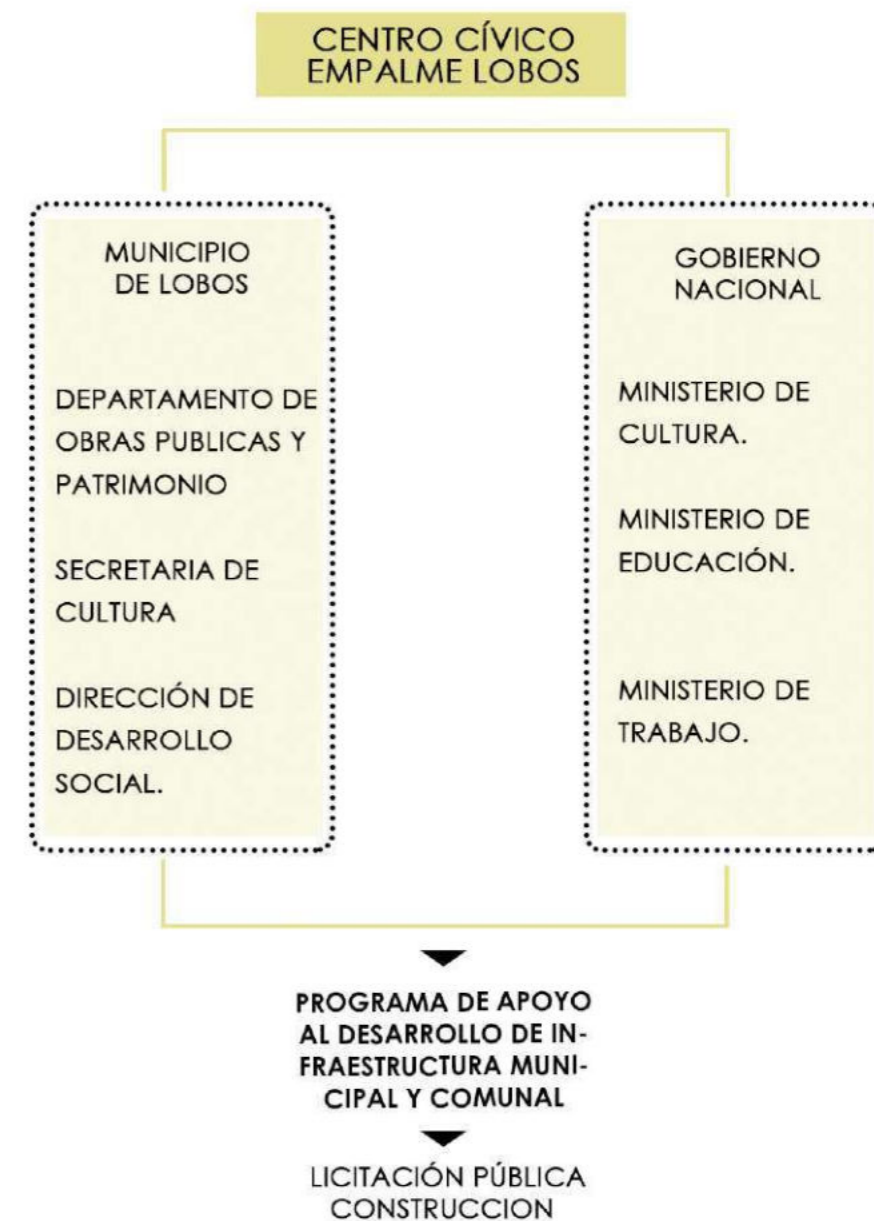 CENTRO CÍVICO
EMPALME LOBOS
MUNICIPIO
DE LOBOS
DEPARTAMENTO DE
OBRAS PUBLICAS Y
PATRIMONIO
SECRETARIA DE
CULTURA
DIRECCIÓN DE
DESARROLLO
SOCIAL.
GOBIERNO
NACIONAL
MINISTERIO DE
CULTURA.
MINISTERIO DE
EDUCACIÓN.
MINISTERIO DE
TRABAJO.
PROGRAMA DE APOYO
AL DESARROLLO DE IN-
FRAESTRUCTURA MUNI-
CIPAL Y COMUNAL
LICITACIÓN PÚBLICA
CONSTRUCCION